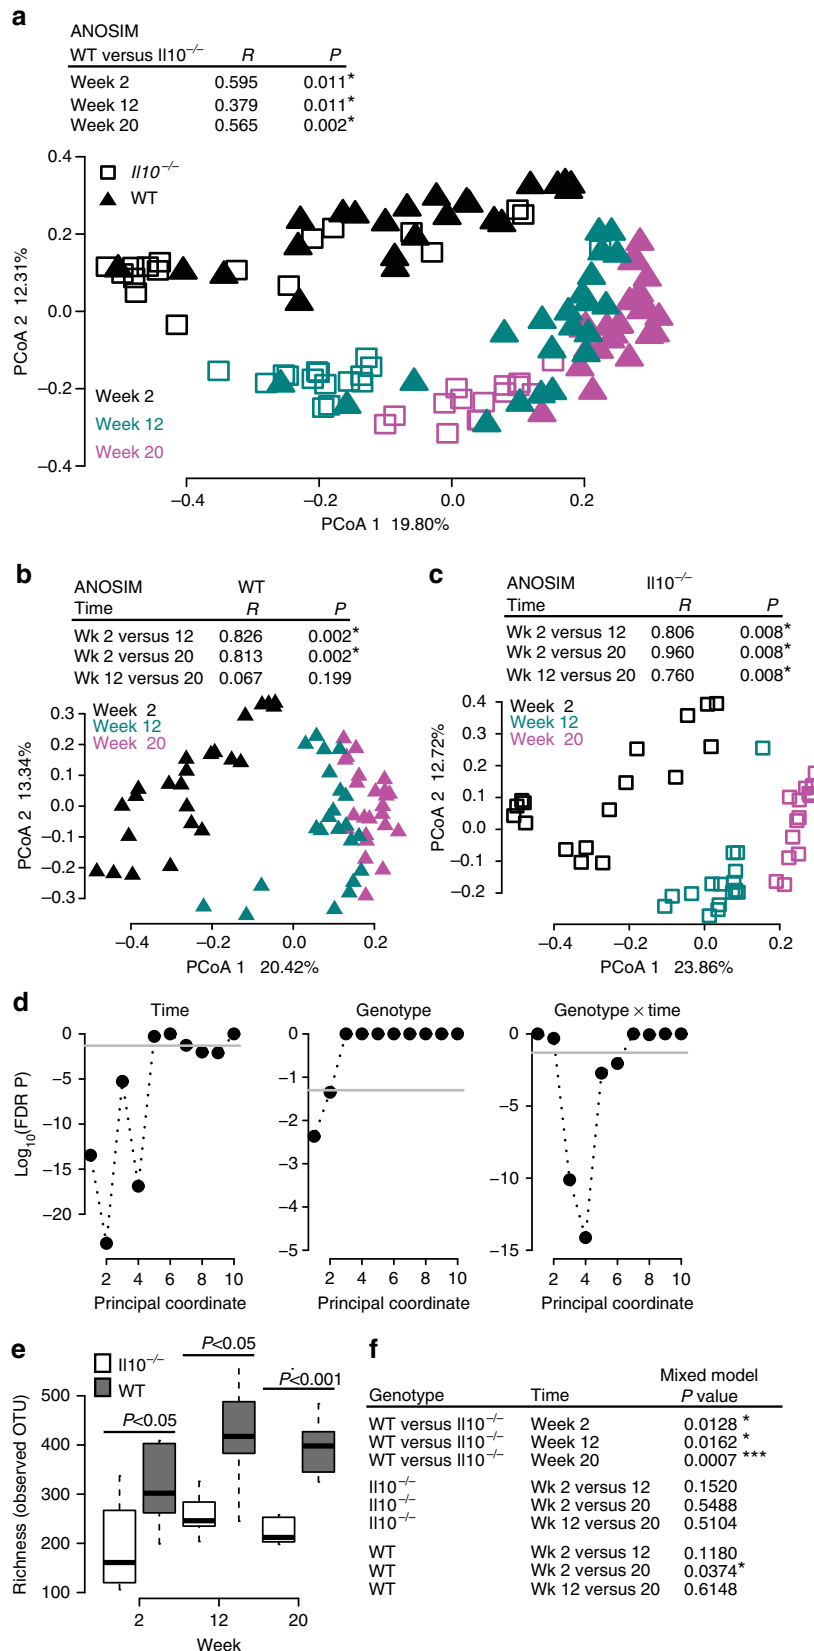 a
ANOSIM
WT versus Il10–/– R P
Week 2 0.595 0.011*
Week 12 0.379 0.011*
Week 20 0.565 0.002*
0.4
0.2
0.0
–0.2
–0.4
PCoA 2 12.31%
Il10–/–
WT
Week 2
Week 12
Week 20
–0.4 –0.2 0.0 0.2
PCoA 1 19.80%
b
ANOSIM WT
Time R P
Wk 2 versus 12 0.826 0.002*
Wk 2 versus 20 0.813 0.002*
Wk 12 versus 20 0.067 0.199
Week 2
Week 12
Week 20
0.3
0.2
0.1
0.0
–0.1
–0.2
–0.3
PCoA 2 13.34%
–0.4 –0.2 0.0 0.2
PCoA 1 20.42%
c
ANOSIM Il10–/–
Time R P
Wk 2 versus 12 0.806 0.008*
Wk 2 versus 20 0.960 0.008*
Wk 12 versus 20 0.760 0.008*
Week 2
Week 12
Week 20
0.4
0.3
0.2
0.1
0.0
–0.1
–0.2
PCoA 2 12.72%
–0.4 –0.2 0.0 0.2
PCoA 1 23.86%
d
Time
0
–5
–10
–15
–20
Log10(FDR P)
2 4 6 8 10
Principal coordinate
Genotype
0
–1
–2
–3
–4
–5
2 4 6 8 10
Principal coordinate
Genotype × time
0
–5
–10
–15
2 4 6 8 10
Principal coordinate
e
Il10–/–
WT
P<0.05
P<0.05
P<0.001
500
400
300
200
100
Richness (observed OTU)
2 12 20
Week
f
Mixed model
Genotype Time P value
WT versus Il10–/– Week 2 0.0128 *
WT versus Il10–/– Week 12 0.0162 *
WT versus Il10–/– Week 20 0.0007 ***
Il10–/– Wk 2 versus 12 0.1520
Il10–/– Wk 2 versus 20 0.5488
Il10–/– Wk 12 versus 20 0.5104
WT Wk 2 versus 12 0.1180
WT Wk 2 versus 20 0.0374*
WT Wk 12 versus 20 0.6148